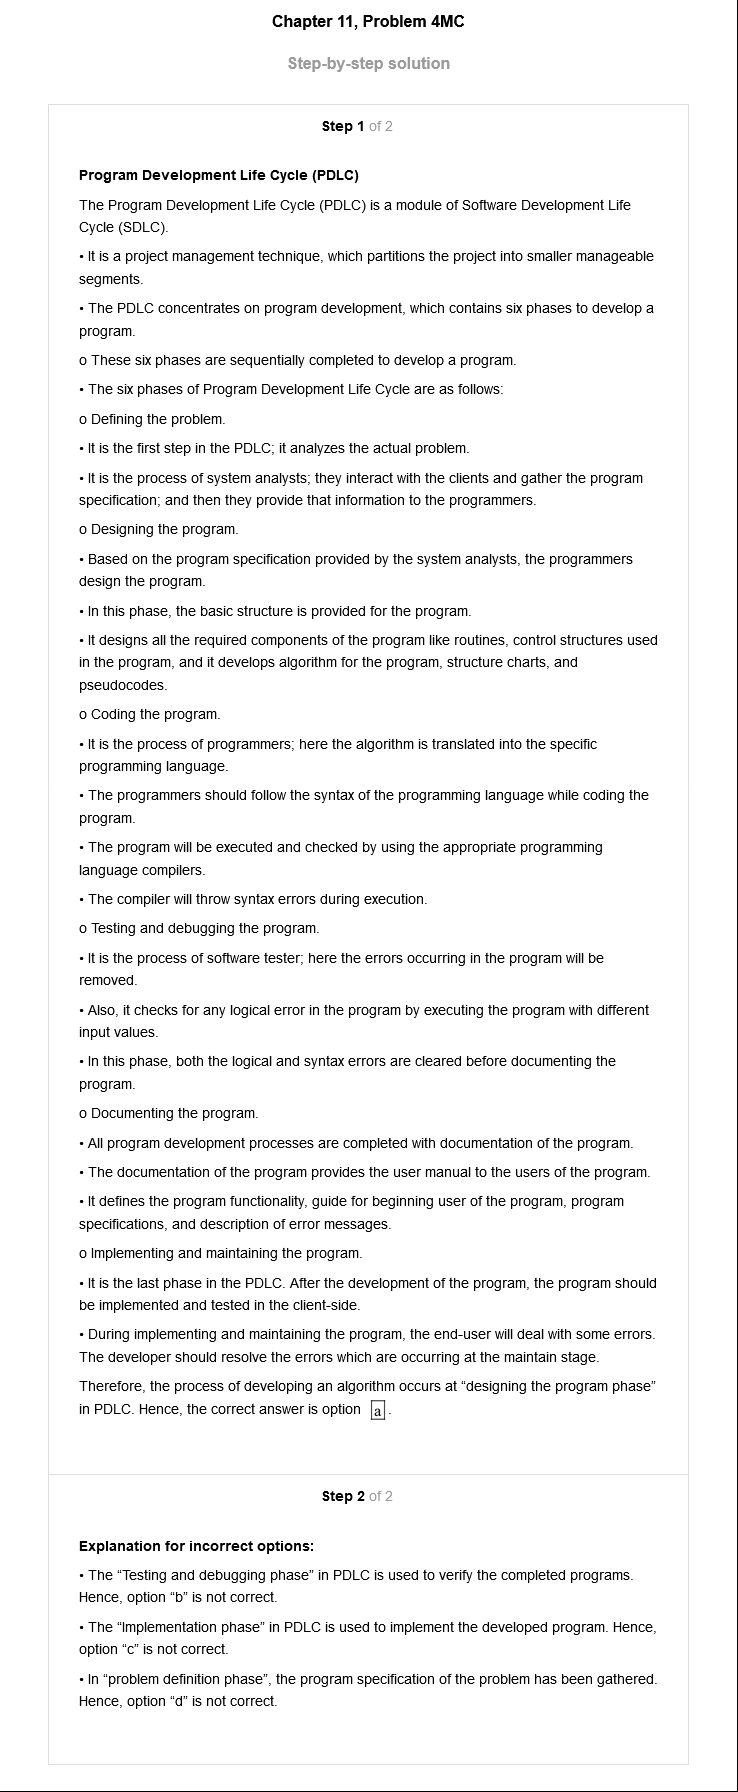 Chapter 11, Problem 4MC
Step-by-step solution
Step 1 of 2
Program Development Life Cycle (PDLC)
The Program Development Life Cycle (PDLC) is a module of Software Development Life
Cycle (SDLC).
• It is a project management technique, which partitions the project into smaller manageable
segments.
• The PDLC concentrates on program development, which contains six phases to develop a
program.
o These six phases are sequentially completed to develop a program.
• The six phases of Program Development Life Cycle are as follows:
o Defining the problem.
• It is the first step in the PDLC; it analyzes the actual problem.
• It is the process of system analysts; they interact with the clients and gather the program
specification; and then they provide that information to the programmers.
o Designing the program.
• Based on the program specification provided by the system analysts, the programmers
design the program.
• In this phase, the basic structure is provided for the program.
• It designs all the required components of the program like routines, control structures used
in the program, and it develops algorithm for the program, structure charts, and
pseudocodes.
o Coding the program.
• It is the process of programmers; here the algorithm is translated into the specific
programming language.
• The programmers should follow the syntax of the programming language while coding the
program.
• The program will be executed and checked by using the appropriate programming
language compilers.
• The compiler will throw syntax errors during execution.
o Testing and debugging the program.
• It is the process of software tester; here the errors occurring in the program will be
removed.
• Also, it checks for any logical error in the program by executing the program with different
input values.
• In this phase, both the logical and syntax errors are cleared before documenting the
program.
o Documenting the program.
• All program development processes are completed with documentation of the program.
• The documentation of the program provides the user manual to the users of the program.
• It defines the program functionality, guide for beginning user of the program, program
specifications, and description of error messages.
o Implementing and maintaining the program.
• It is the last phase in the PDLC. After the development of the program, the program should
be implemented and tested in the client-side.
• During implementing and maintaining the program, the end-user will deal with some errors.
The developer should resolve the errors which are occurring at the maintain stage.
Therefore, the process of developing an algorithm occurs at “designing the program phase”
in PDLC. Hence, the correct answer is option a .
Step 2 of 2
Explanation for incorrect options:
• The “Testing and debugging phase” in PDLC is used to verify the completed programs.
Hence, option “b” is not correct.
• The “Implementation phase” in PDLC is used to implement the developed program. Hence,
option “c” is not correct.
• In “problem definition phase”, the program specification of the problem has been gathered.
Hence, option “d” is not correct.